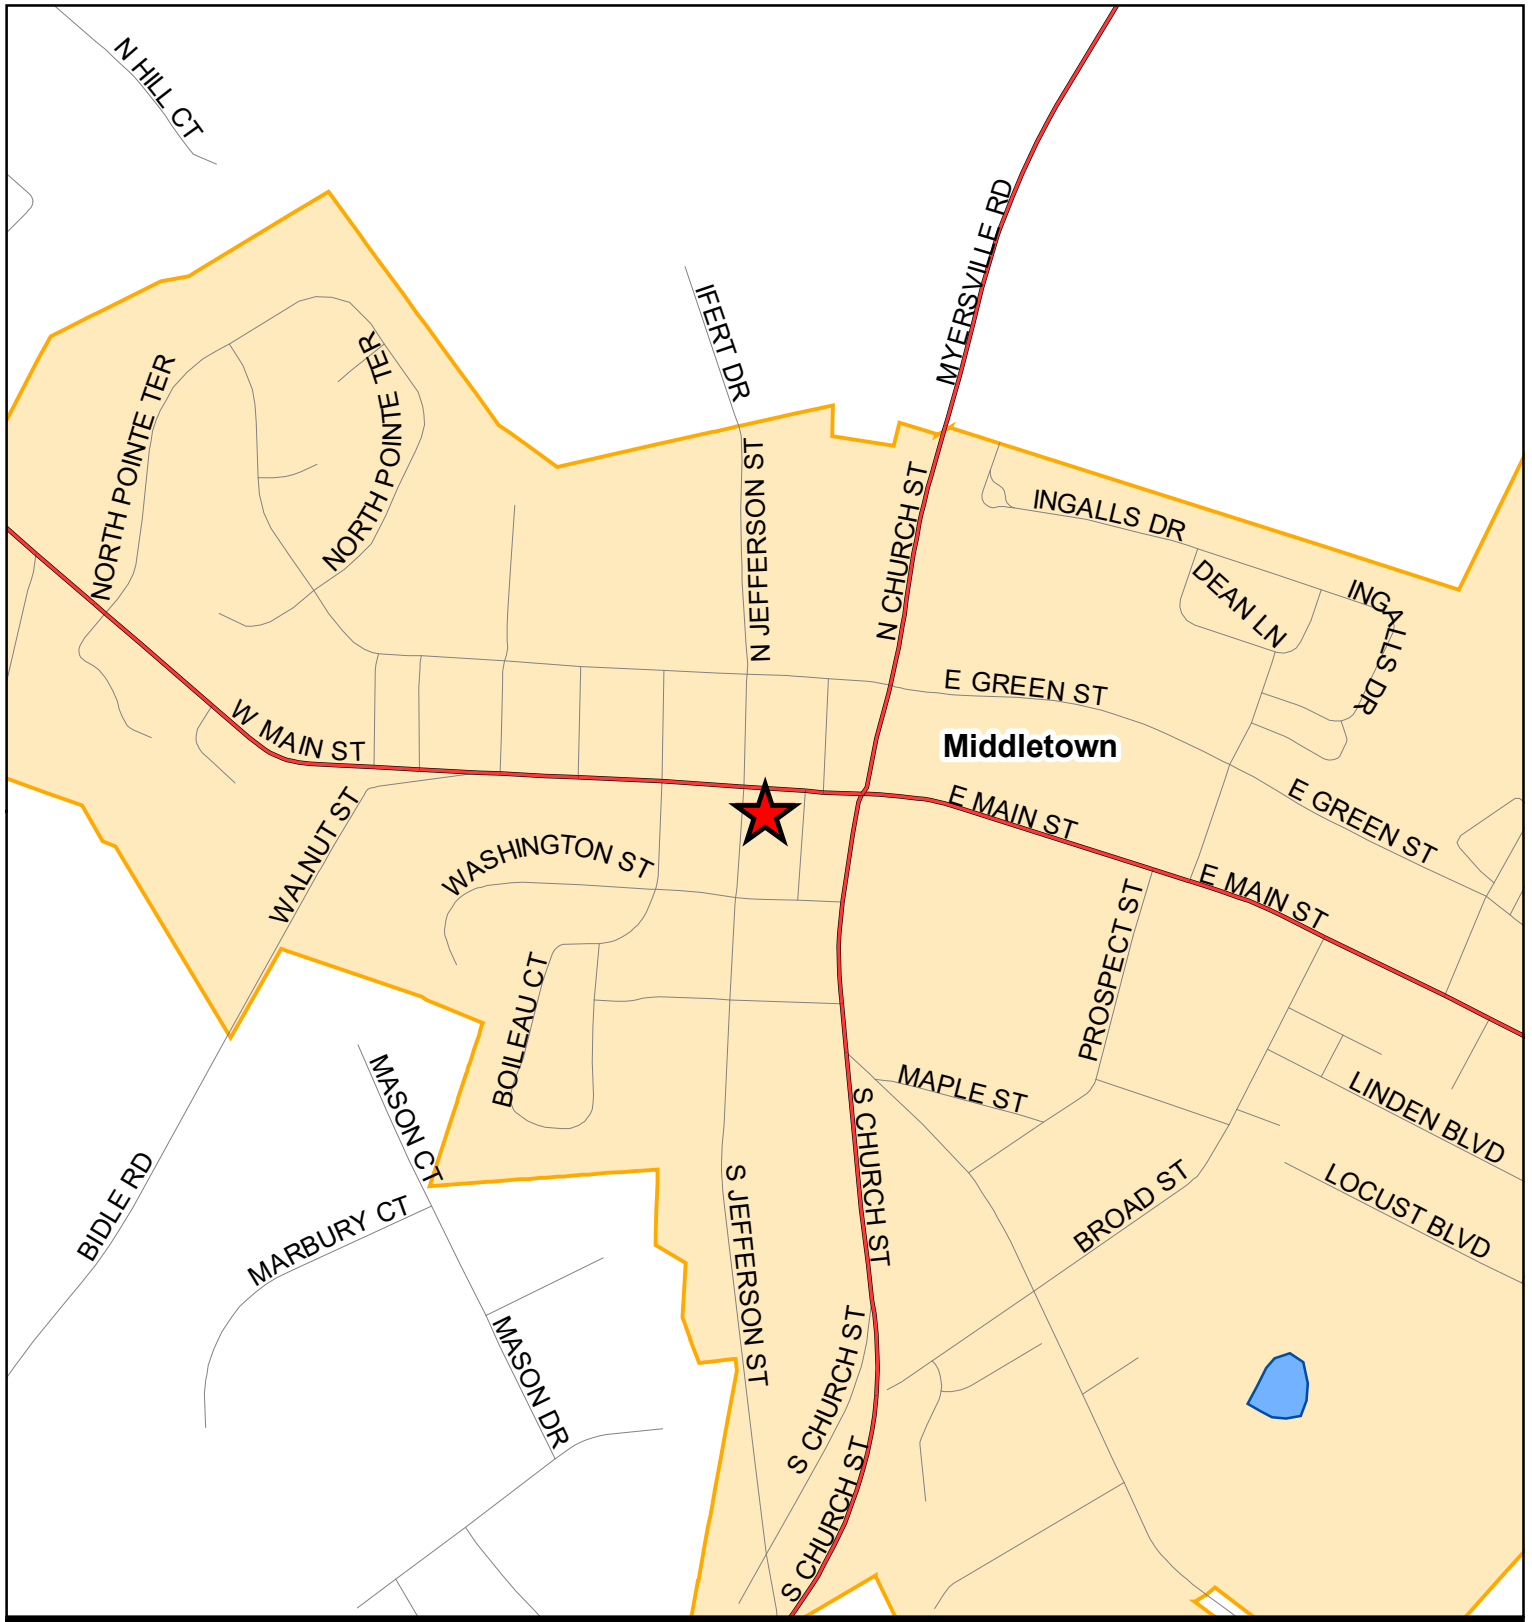 N HILL CT
MYERSVILLE RD
IFERT DR
NORTH POINTE TER
NORTH POINTE TER
N JEFFERSON ST
N CHURCH ST
INGALLS DR
DEAN LN
INGALLS DR
E GREEN ST
W MAIN ST
Middletown
E MAIN ST
E GREEN ST
WALNUT ST
WASHINGTON ST
E MAIN ST
PROSPECT ST
BOILEAU CT
MASON CT
MAPLE ST
LINDEN BLVD
BIDLE RD
MARBURY CT
S JEFFERSON ST
S CHURCH ST
BROAD ST
LOCUST BLVD
MASON DR
S CHURCH ST
S CHURCH ST